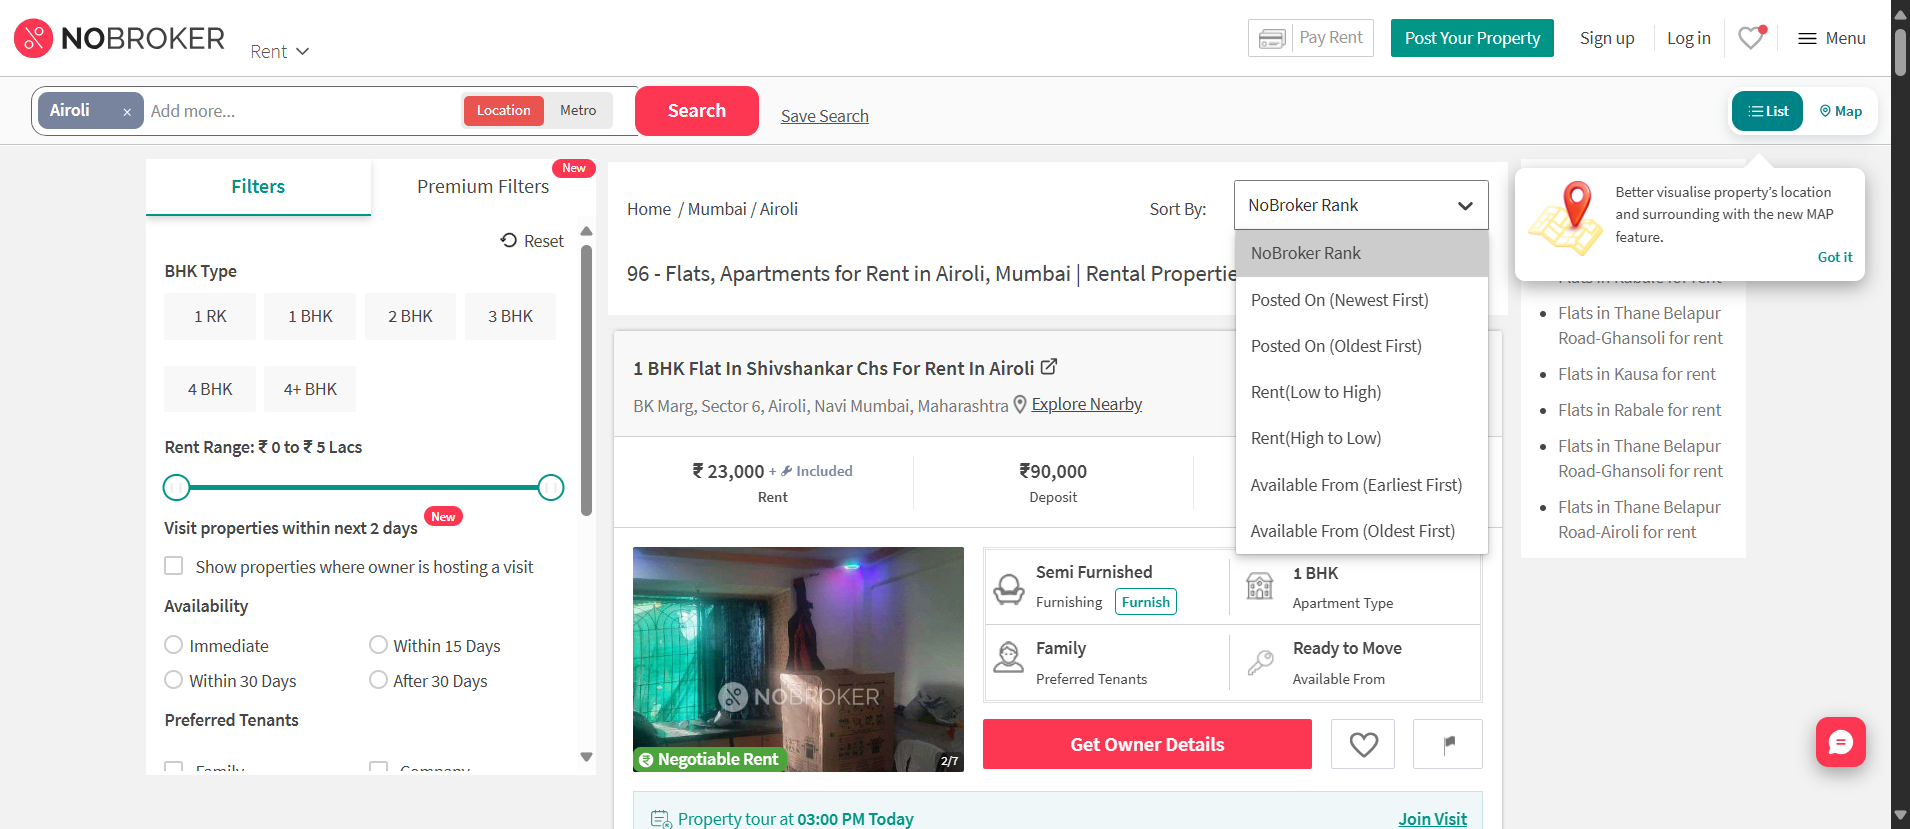 NOBROKER
Rent
Pay Rent
Post Your Property
Sign up
Log in
Menu
Airoli ×
Add more...
Location
Metro
Search
Save Search
List
Map
Filters
Premium Filters
New
Reset
BHK Type
1 RK
1 BHK
2 BHK
3 BHK
4 BHK
4+ BHK
Rent Range: ₹ 0 to ₹ 5 Lacs
Visit properties within next 2 days
New
Show properties where owner is hosting a visit
Availability
Immediate
Within 15 Days
Within 30 Days
After 30 Days
Preferred Tenants
Family
Company
Home / Mumbai / Airoli
Sort By:
NoBroker Rank
NoBroker Rank
Posted On (Newest First)
Posted On (Oldest First)
Rent(Low to High)
Rent(High to Low)
Available From (Earliest First)
Available From (Oldest First)
96 - Flats, Apartments for Rent in Airoli, Mumbai | Rental Propertie
1 BHK Flat In Shivshankar Chs For Rent In Airoli
BK Marg, Sector 6, Airoli, Navi Mumbai, Maharashtra
Explore Nearby
₹ 23,000 + Included
Rent
₹90,000
Deposit
NOBROKER
Negotiable Rent
2/7
Semi Furnished
Furnishing
Furnish
1 BHK
Apartment Type
Family
Preferred Tenants
Ready to Move
Available From
Get Owner Details
Property tour at 03:00 PM Today
Join Visit
Better visualise property's location
and surrounding with the new MAP
feature.
Got it
Flats in Rabale for rent
Flats in Thane Belapur
Road-Ghansoli for rent
Flats in Kausa for rent
Flats in Rabale for rent
Flats in Thane Belapur
Road-Ghansoli for rent
Flats in Thane Belapur
Road-Airoli for rent